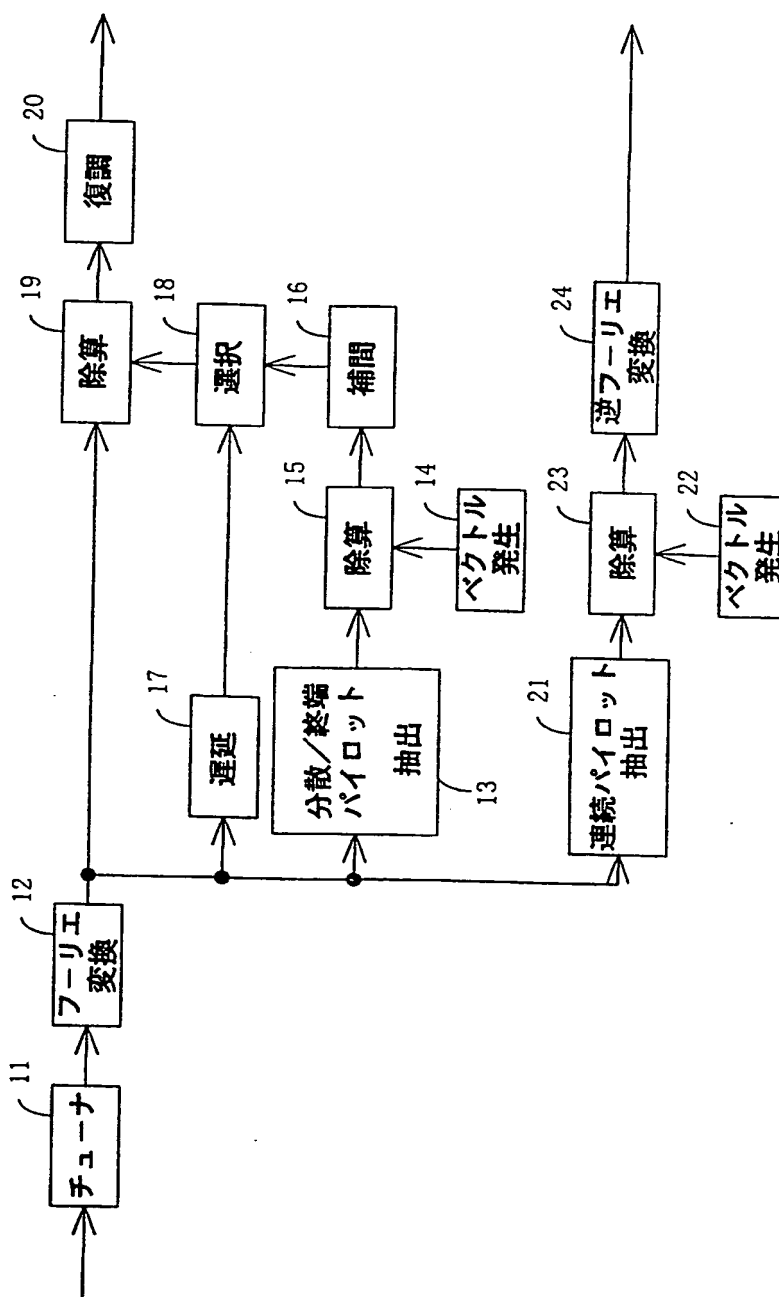 11
チューナ
12
フーリエ
変換
17
遅延
13
分散／終端
パイロット
抽出
14
ベクトル
発生
15
除算
16
補間
18
選択
19
除算
20
復調
21
連続パイロット
抽出
22
ベクトル
発生
23
除算
24
逆フーリエ
変換